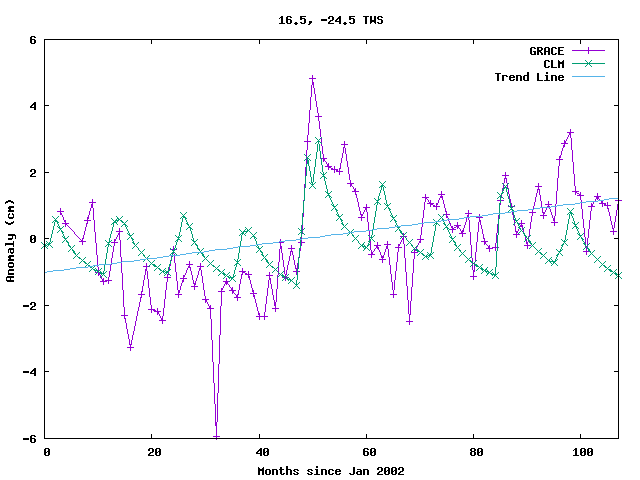 16.5, -24.5 TWS
GRACE
CLM
Trend Line
Anomaly (cm)
6
4
2
0
-2
-4
-6
0 20 40 60 80 100
Months since Jan 2002